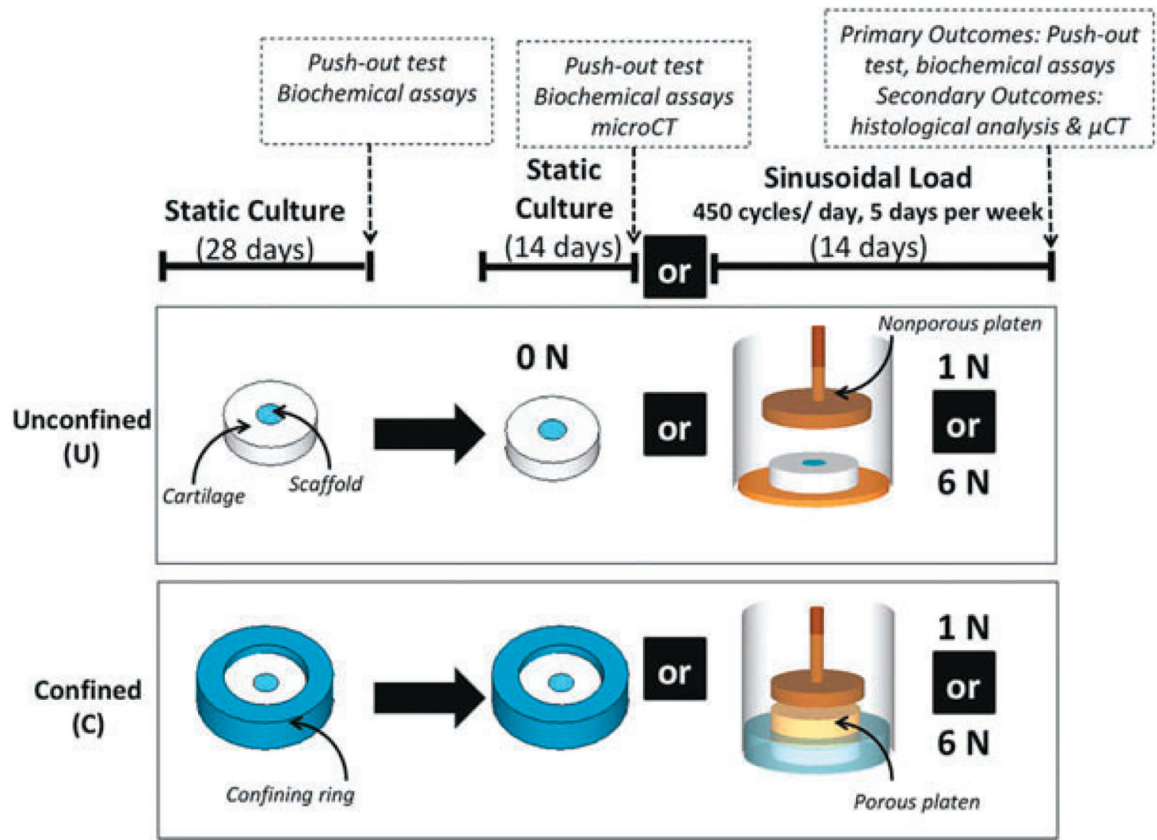 Push-out test
Biochemical assays
Push-out test
Biochemical assays
microCT
Primary Outcomes: Push-out
test, biochemical assays
Secondary Outcomes:
histological analysis & μCT
Static Culture
(28 days)
Static
Culture
(14 days)
or
Sinusoidal Load
450 cycles/ day, 5 days per week
(14 days)
Unconfined
(U)
Cartilage
Scaffold
0 N
or
Nonporous platen
1 N
or
6 N
Confined
(C)
Confining ring
or
Porous platen
1 N
or
6 N